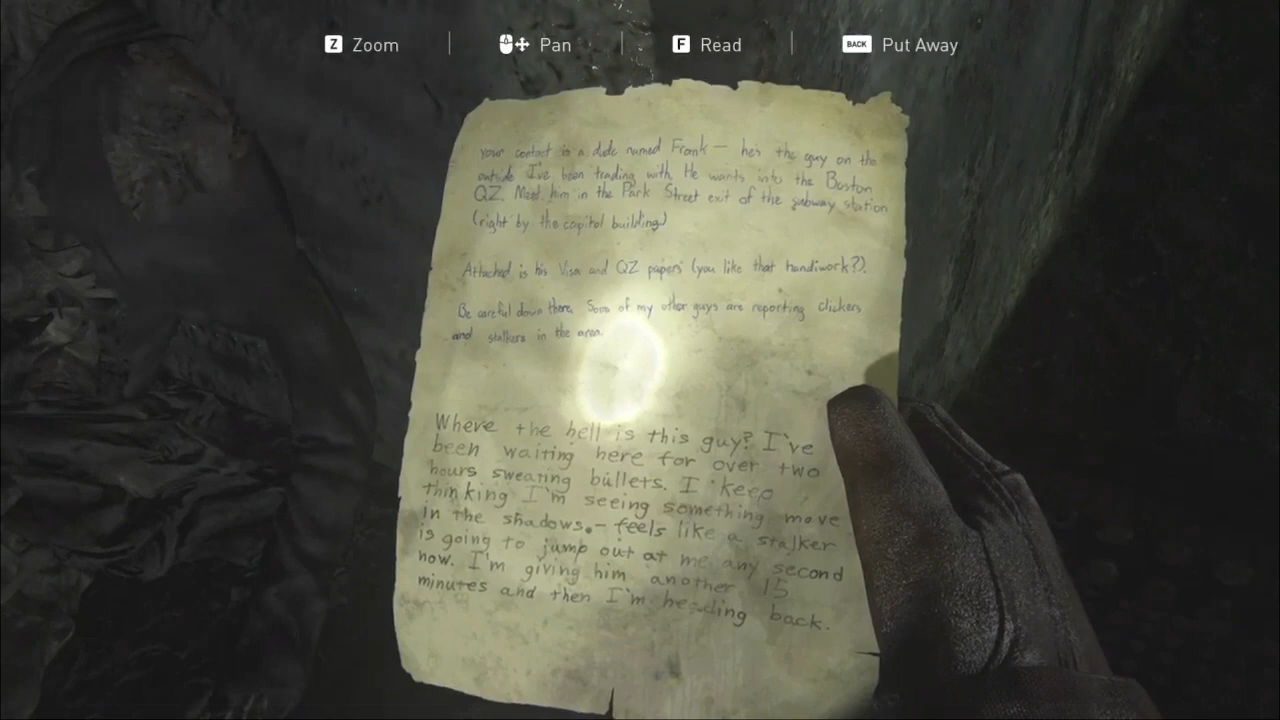 Z Zoom
Pan
F Read
BACK Put Away
your contact is a dude named Frank — he's the guy on the
outside I've been trading with. He wants into the Boston
QZ. Meet him in the Park Street exit of the subway station
(right by the capitol building)
Attached is his Visa and QZ papers (you like that handiwork?).
Be careful down there. Some of my other guys are reporting clickers
and stalkers in the area.
Where the hell is this guy? I've
been waiting here for over two
hours sweating bullets. I keep
thinking I'm seeing something move
in the shadows. – feels like a stalker
is going to jump out at me any second
now. I'm giving him another 15
minutes and then I'm heading back.